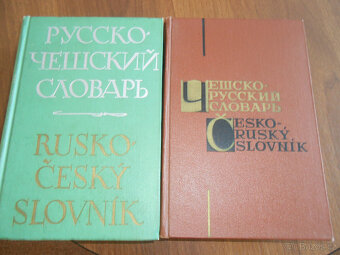 РУССКО-
ЧЕШСКИЙ
СЛОВАРЬ
RUSKO-
ČESKÝ
SLOVNÍK
ЧЕШСКО-
РУССКИЙ
СЛОВАРЬ
ČESKO-
RUSKÝ
SLOVNÍK